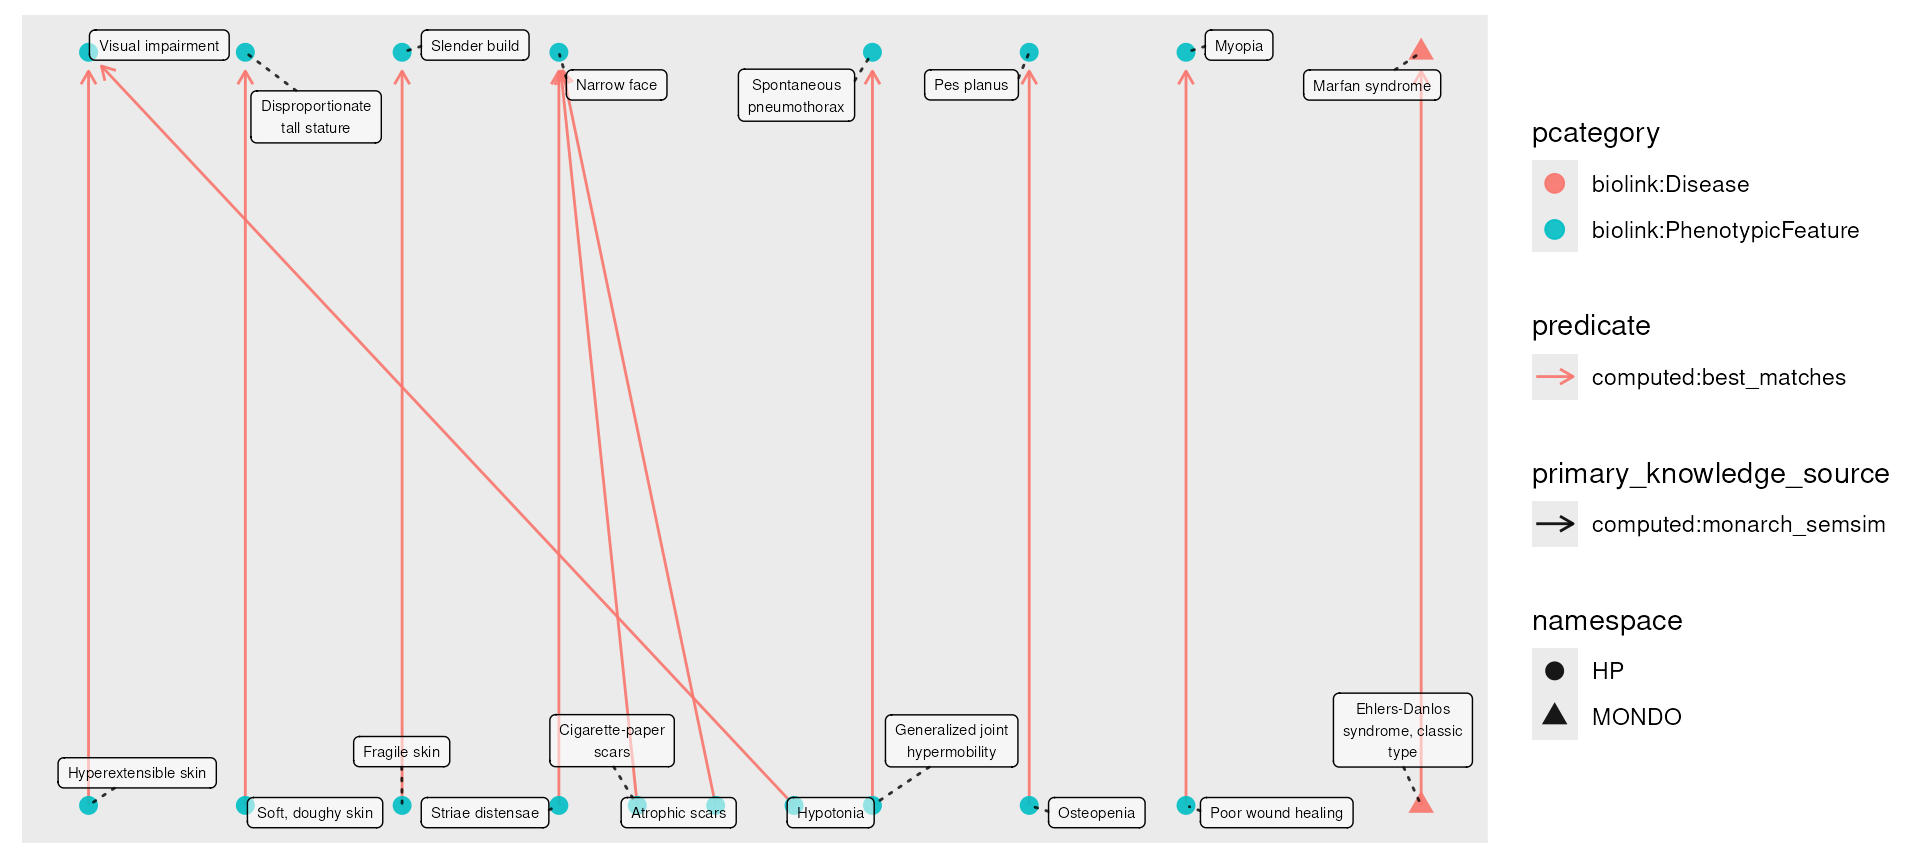 Visual impairment
Slender build
Myopia
Narrow face
Spontaneous
pneumothorax
Pes planus
Marfan syndrome
Disproportionate
tall stature
Cigarette-paper
scars
Generalized joint
hypermobility
Ehlers-Danlos
syndrome, classic
type
Fragile skin
Hyperextensible skin
Soft, doughy skin
Striae distensae
Atrophic scars
Hypotonia
Osteopenia
Poor wound healing
pcategory
biolink:Disease
biolink:PhenotypicFeature
predicate
computed:best_matches
primary_knowledge_source
computed:monarch_semsim
namespace
HP
MONDO